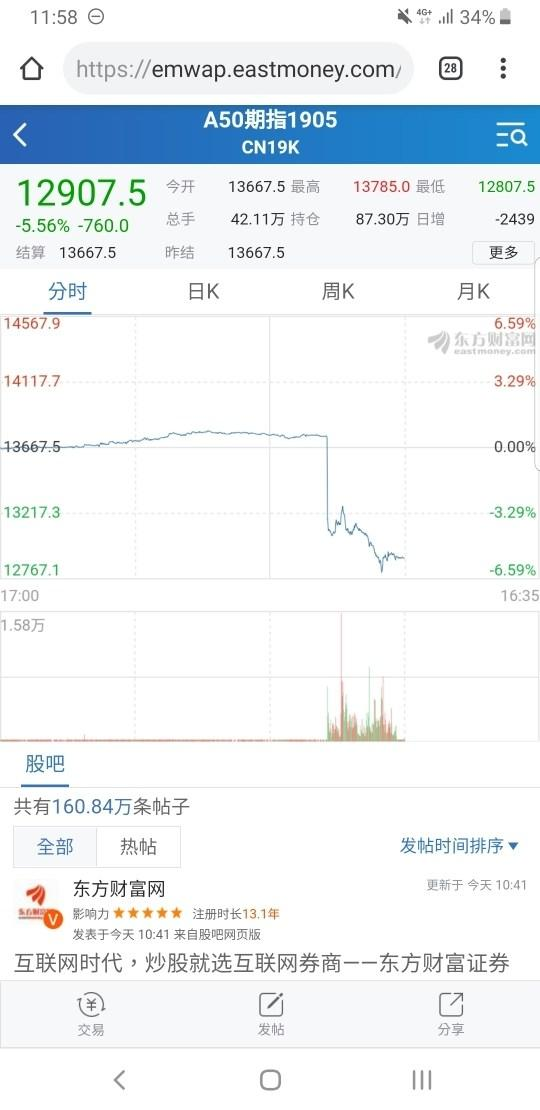 11:58 4G+ 34%
https://emwap.eastmoney.com/ 28
A50期指1905
CN19K
12907.5
-5.56% -760.0
今开 13667.5 最高 13785.0 最低 12807.5
总手 42.11万 持仓 87.30万 日增 -2439
结算 13667.5 昨结 13667.5 更多
分时 日K 周K 月K
14567.9 6.59%
东方财富网
eastmoney.com
14117.7 3.29%
13667.5 0.00%
13217.3 -3.29%
12767.1 -6.59%
17:00 16:35
1.58万
股吧
共有160.84万条帖子
全部 热帖 发帖时间排序
东方财富网 更新于 今天 10:41
影响力 ★★★★★ 注册时长13.1年
发表于今天 10:41 来自股吧网页版
东方财富 V
互联网时代，炒股就选互联网券商——东方财富证券
交易 发帖 分享